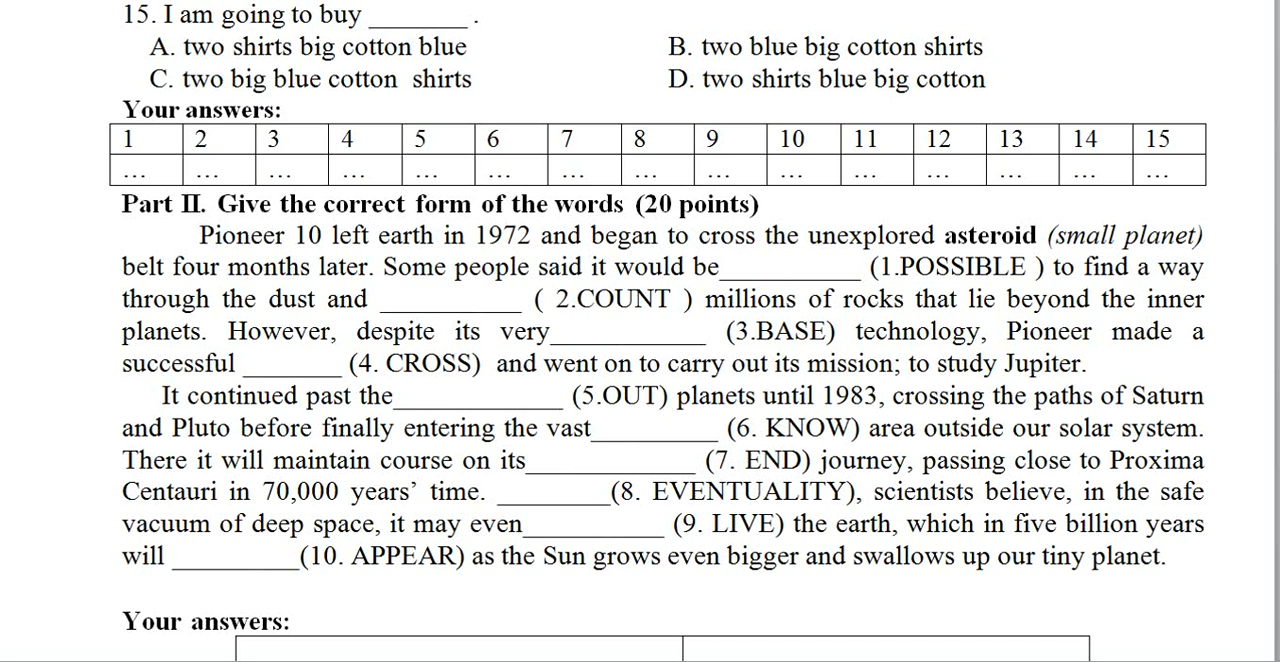 15. I am going to buy ________ .
A. two shirts big cotton blue B. two blue big cotton shirts
C. two big blue cotton shirts D. two shirts blue big cotton
Your answers:
1 2 3 4 5 6 7 8 9 10 11 12 13 14 15
… … … … … … … … … … … … … … …
Part II. Give the correct form of the words (20 points)
Pioneer 10 left earth in 1972 and began to cross the unexplored asteroid (small planet)
belt four months later. Some people said it would be___________ (1.POSSIBLE ) to find a way
through the dust and ___________ ( 2.COUNT ) millions of rocks that lie beyond the inner
planets. However, despite its very____________ (3.BASE) technology, Pioneer made a
successful ________ (4. CROSS) and went on to carry out its mission; to study Jupiter.
It continued past the_____________ (5.OUT) planets until 1983, crossing the paths of Saturn
and Pluto before finally entering the vast__________ (6. KNOW) area outside our solar system.
There it will maintain course on its_____________ (7. END) journey, passing close to Proxima
Centauri in 70,000 years’ time. _________(8. EVENTUALITY), scientists believe, in the safe
vacuum of deep space, it may even___________ (9. LIVE) the earth, which in five billion years
will __________(10. APPEAR) as the Sun grows even bigger and swallows up our tiny planet.
Your answers: